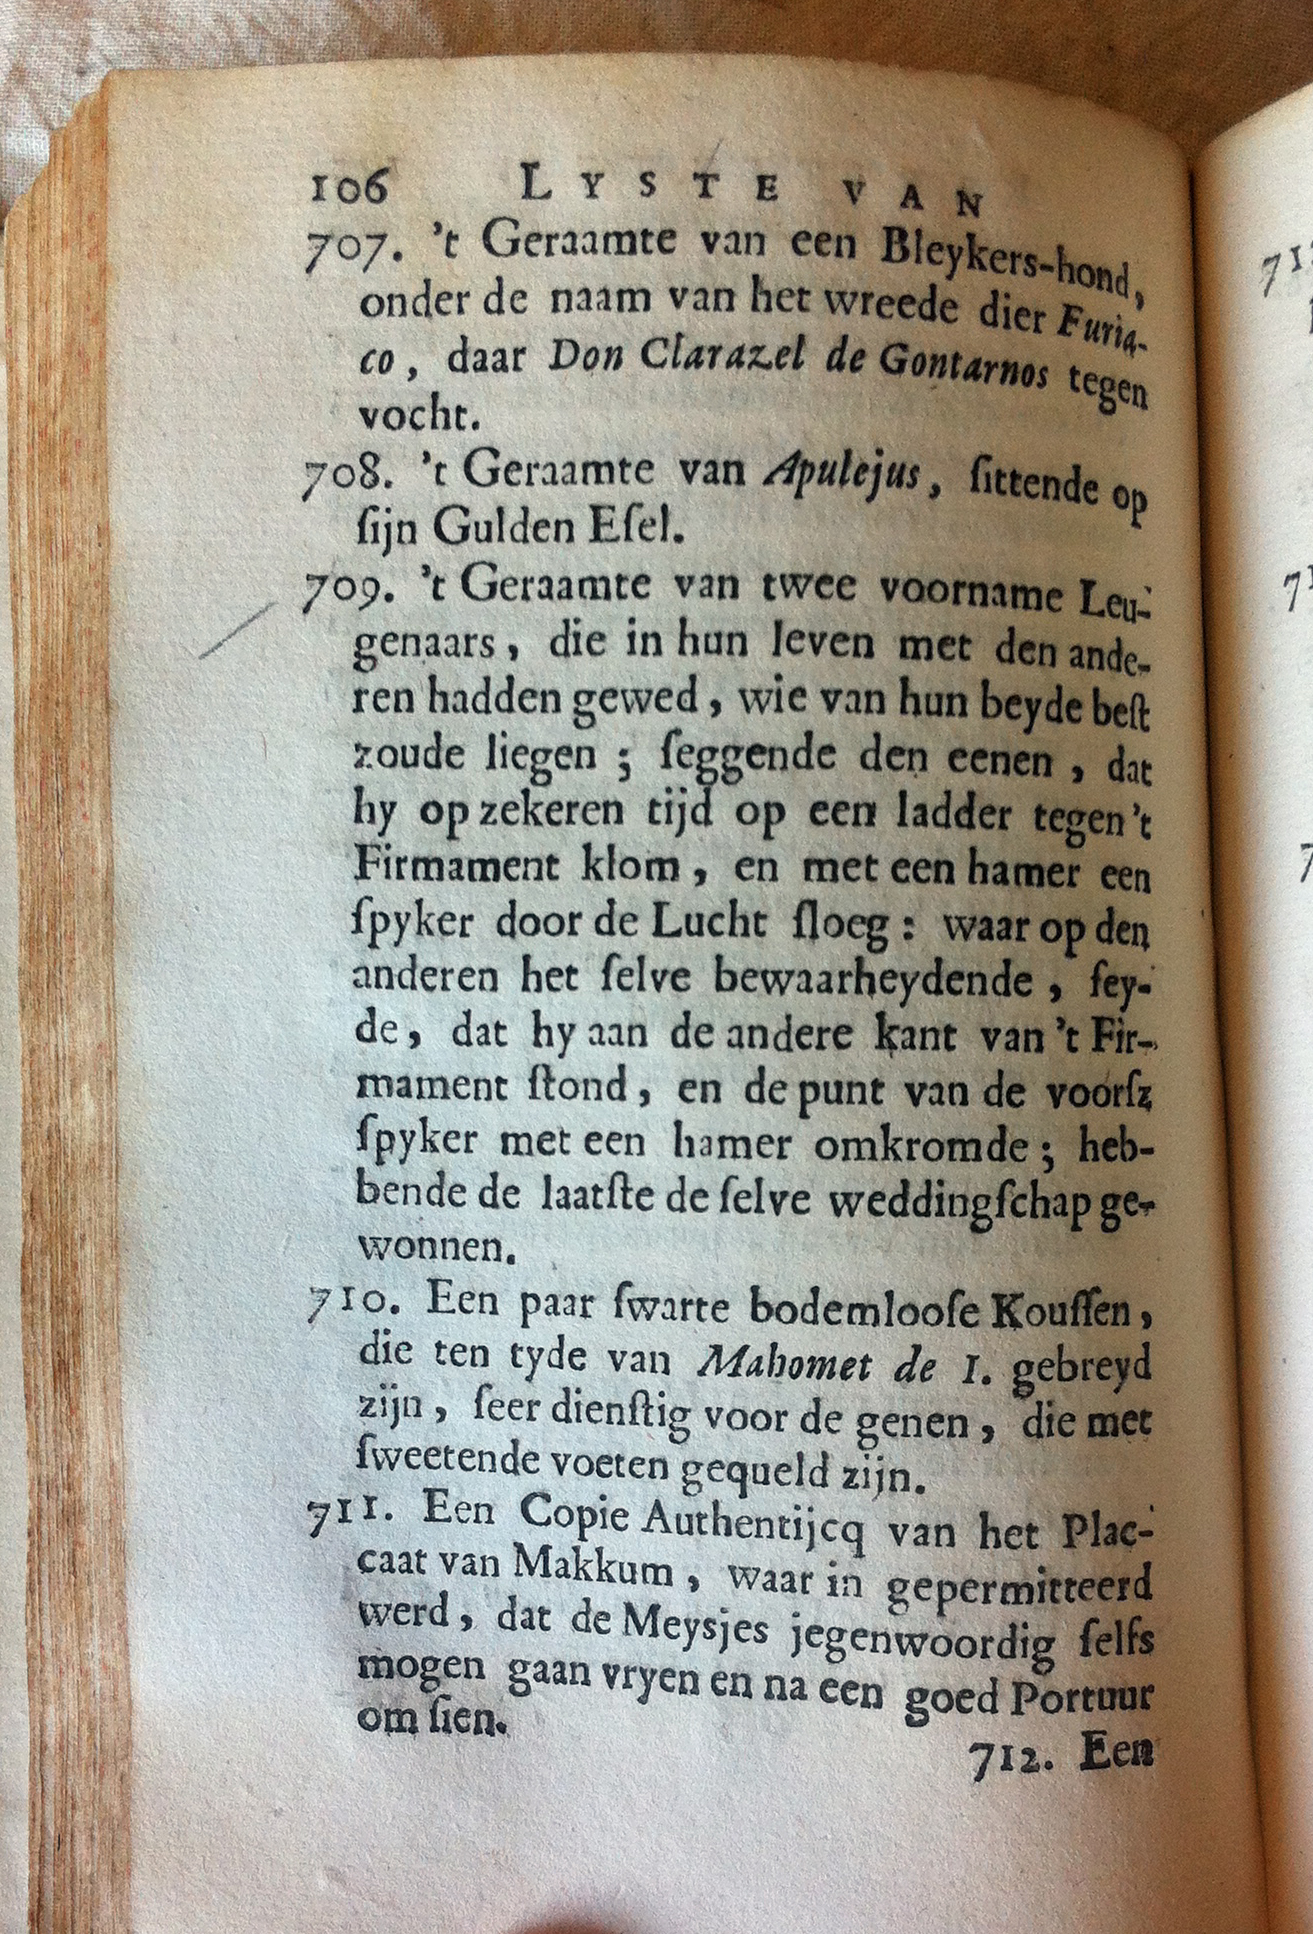 106 LYSTE VAN
707. 't Geraamte van een Bleykers-hond,
onder de naam van het wreede dier Furia-
co, daar Don Clarazel de Gontarnos tegen
vocht.
708. 't Geraamte van Apulejus, ſittende op
ſijn Gulden Eſel.
709. 't Geraamte van twee voorname Leu-
genaars, die in hun leven met den ande-
ren hadden gewed, wie van hun beyde beſt
zoude liegen; ſeggende den eenen, dat
hy op zekeren tijd op een ladder tegen 't
Firmament klom, en met een hamer een
ſpyker door de Lucht ſloeg: waar op den
anderen het ſelve bewaarheydende, ſey-
de, dat hy aan de andere kant van 't Fir-
mament ſtond, en de punt van de voorſz
ſpyker met een hamer omkromde; heb-
bende de laatſte de ſelve weddingſchap ge-
wonnen.
710. Een paar ſwarte bodemlooſe Kouſſen,
die ten tyde van Mahomet de I. gebreyd
zijn, ſeer dienſtig voor de genen, die met
ſweetende voeten gequeld zijn.
711. Een Copie Authentijcq van het Plac-
caat van Makkum, waar in gepermitteerd
werd, dat de Meysjes jegenwoordig ſelfs
mogen gaan vryen en na een goed Portuur
om ſien.
712. Een